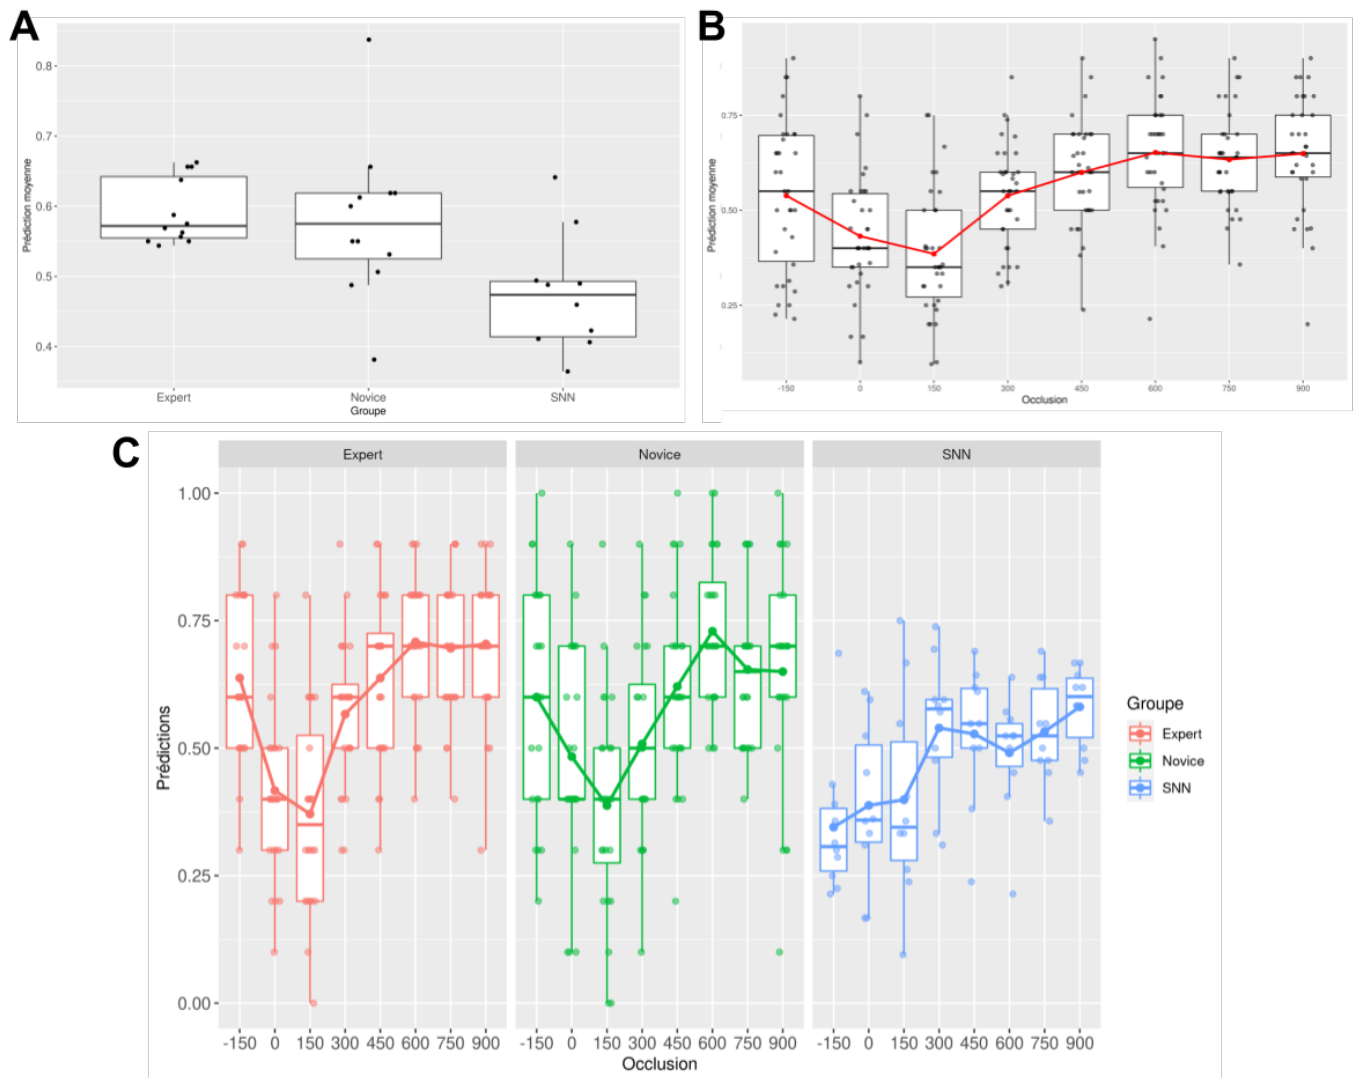 A
Prédiction moyenne
0.8
0.7
0.6
0.5
0.4
Expert Novice SNN
Groupe
B
Prédiction moyenne
0.75
0.50
0.25
-150 0 150 300 450 600 750 900
Occlusion
C
Expert Novice SNN
Prédictions
1.00
0.75
0.50
0.25
0.00
-150 0 150 300 450 600 750 900 -150 0 150 300 450 600 750 900 -150 0 150 300 450 600 750 900
Occlusion
Groupe
Expert
Novice
SNN